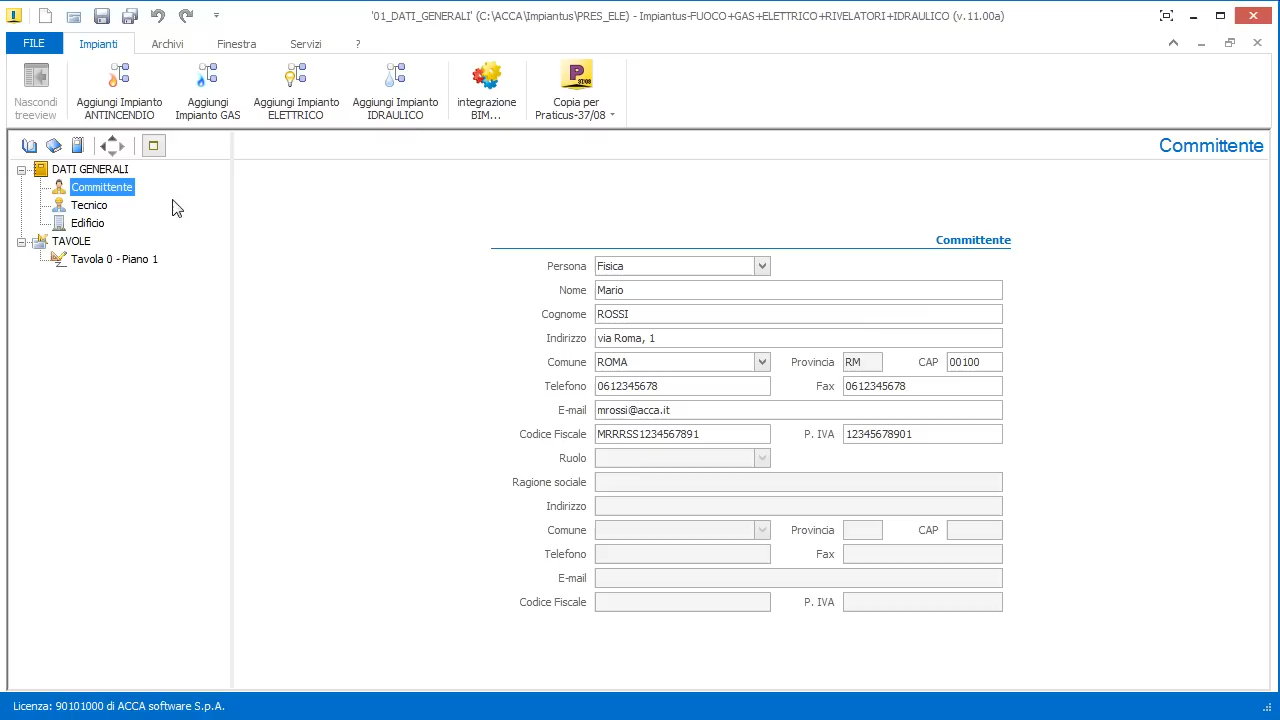 '01_DATI_GENERALI' (C:\ACCA\Impiantus\PRES_ELE) - Impiantus-FUOCO+GAS+ELETTRICO+RIVELATORI+IDRAULICO (v.11.00a)
FILE Impianti Archivi Finestra Servizi ?
Nascondi treeview
Aggiungi Impianto ANTINCENDIO
Aggiungi Impianto GAS
Aggiungi Impianto ELETTRICO
Aggiungi Impianto IDRAULICO
integrazione BIM...
P 37/08
Copia per Praticus-37/08
Committente
DATI GENERALI
Committente
Tecnico
Edificio
TAVOLE
Tavola 0 - Piano 1
Committente
Persona Fisica
Nome Mario
Cognome ROSSI
Indirizzo via Roma, 1
Comune ROMA Provincia RM CAP 00100
Telefono 0612345678 Fax 0612345678
E-mail mrossi@acca.it
Codice Fiscale MRRRSS1234567891 P. IVA 12345678901
Ruolo
Ragione sociale
Indirizzo
Comune Provincia CAP
Telefono Fax
E-mail
Codice Fiscale P. IVA
Licenza: 90101000 di ACCA software S.p.A.